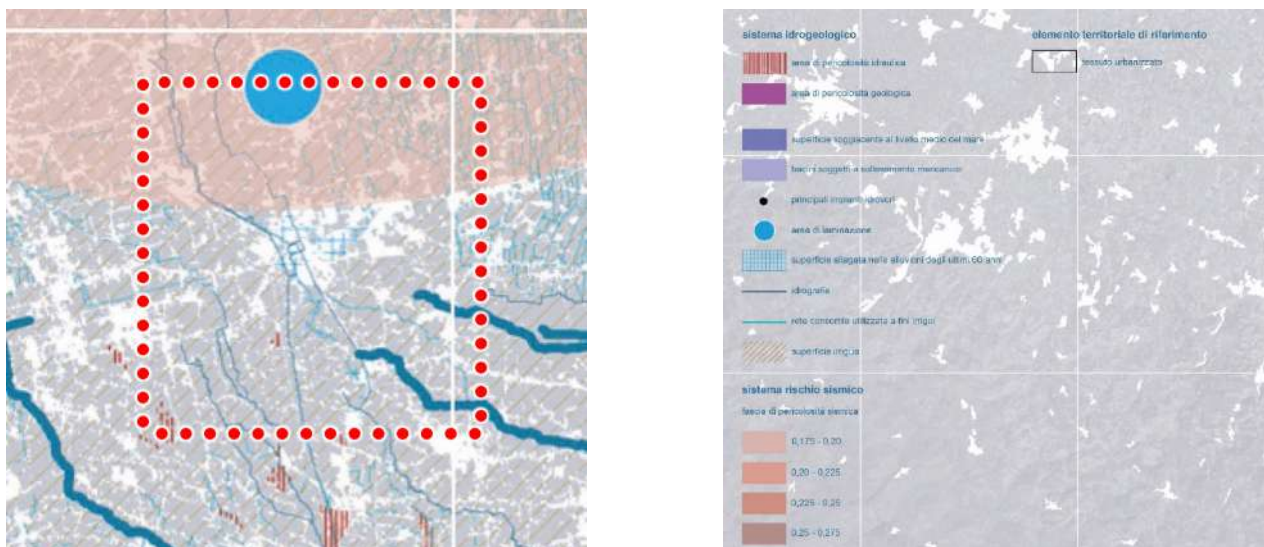 sistema idrogeologico
area di pericolosità idraulica
area di pericolosità geologica
superficie soggiacente al livello medio del mare
bacini soggetti a sollevamento meccanico
principali impianti idrovori
area di laminazione
superficie allagata nelle alluvioni degli ultimi 60 anni
idrografia
rete consortile utilizzata a fini irrigui
superficie irrigua
sistema rischio sismico
fascia di pericolosità sismica
0,175 - 0,20
0,20 - 0,225
0,225 - 0,25
0,25 - 0,275
elemento territoriale di riferimento
tessuto urbanizzato